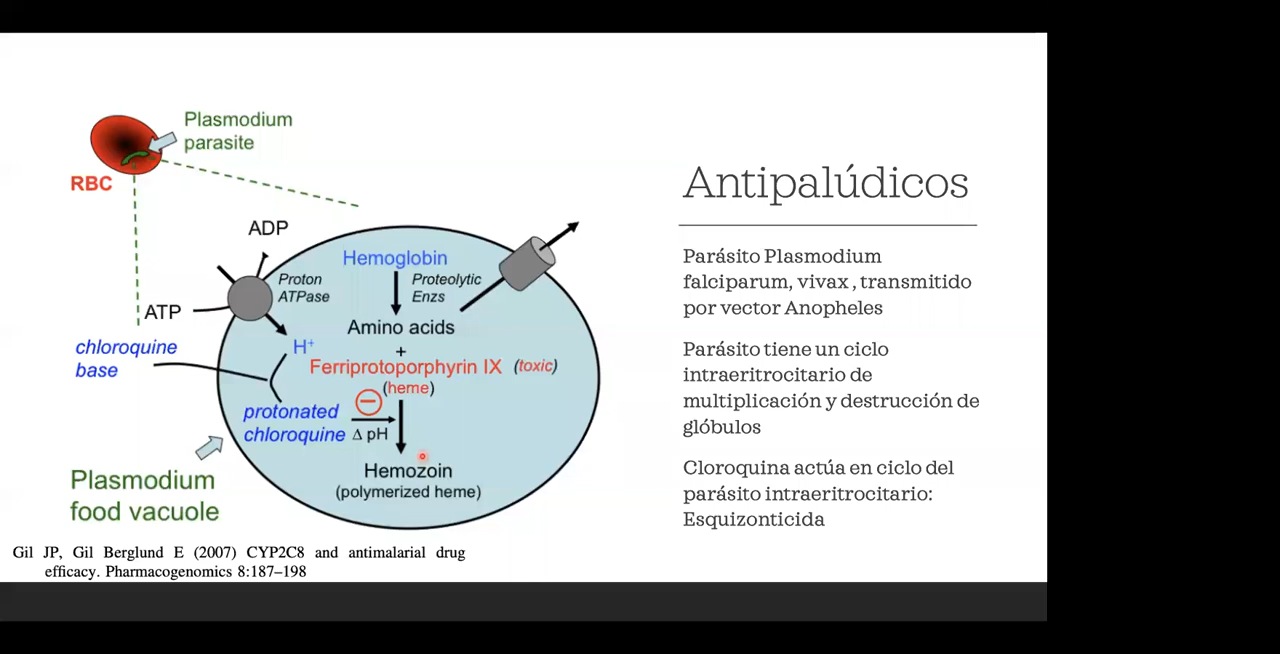 Plasmodium
parasite
RBC
ADP
Hemoglobin
Proton
ATPase
Proteolytic
Enzs
ATP
Amino acids
chloroquine
base
H⁺
+
Ferriprotoporphyrin IX (toxic)
(heme)
protonated
chloroquine
Δ pH
Hemozoin
(polymerized heme)
Plasmodium
food vacuole
Gil JP, Gil Berglund E (2007) CYP2C8 and antimalarial drug
efficacy. Pharmacogenomics 8:187–198
Antipalúdicos
Parásito Plasmodium
falciparum, vivax , transmitido
por vector Anopheles
Parásito tiene un ciclo
intraeritrocitario de
multiplicación y destrucción de
glóbulos
Cloroquina actúa en ciclo del
parásito intraeritrocitario:
Esquizonticida